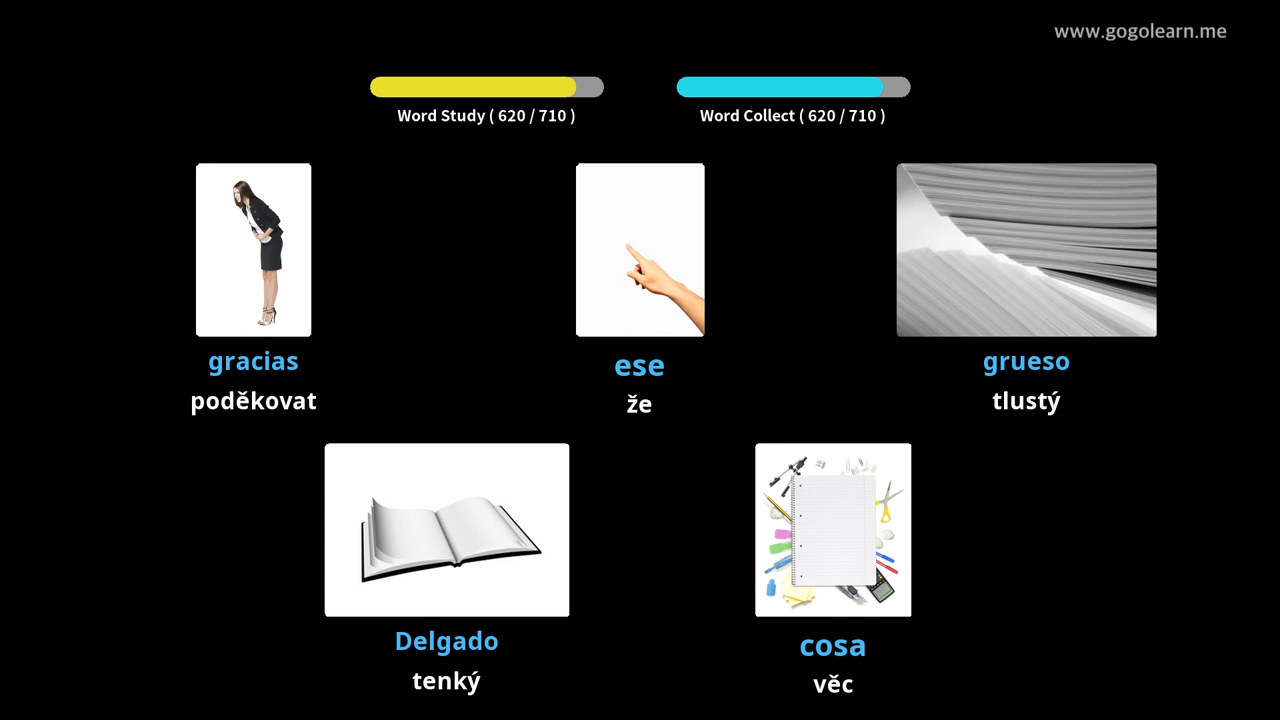 www.gogolearn.me
Word Study ( 620 / 710 )
Word Collect ( 620 / 710 )
gracias
poděkovat
ese
že
grueso
tlustý
Delgado
tenký
cosa
věc